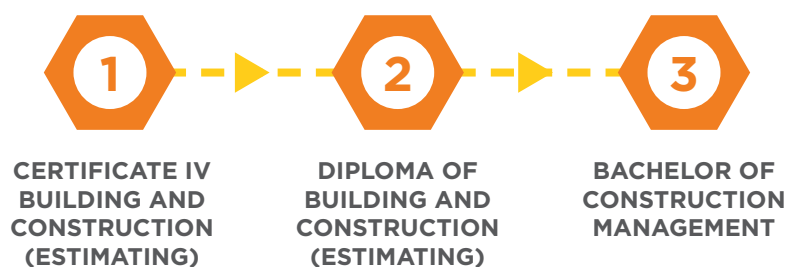 1
2
3
CERTIFICATE IV
BUILDING AND
CONSTRUCTION
(ESTIMATING)
DIPLOMA OF
BUILDING AND
CONSTRUCTION
(ESTIMATING)
BACHELOR OF
CONSTRUCTION
MANAGEMENT